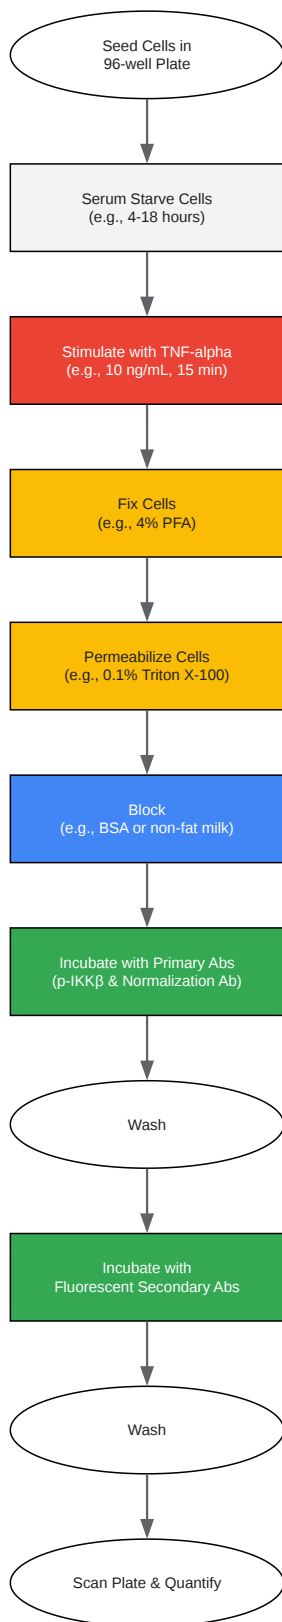 Seed Cells in
96-well Plate
Serum Starve Cells
(e.g., 4-18 hours)
Stimulate with TNF-alpha
(e.g., 10 ng/mL, 15 min)
Fix Cells
(e.g., 4% PFA)
Permeabilize Cells
(e.g., 0.1% Triton X-100)
Block
(e.g., BSA or non-fat milk)
Incubate with Primary Abs
(p-IKKβ & Normalization Ab)
Wash
Incubate with
Fluorescent Secondary Abs
Wash
Scan Plate & Quantify